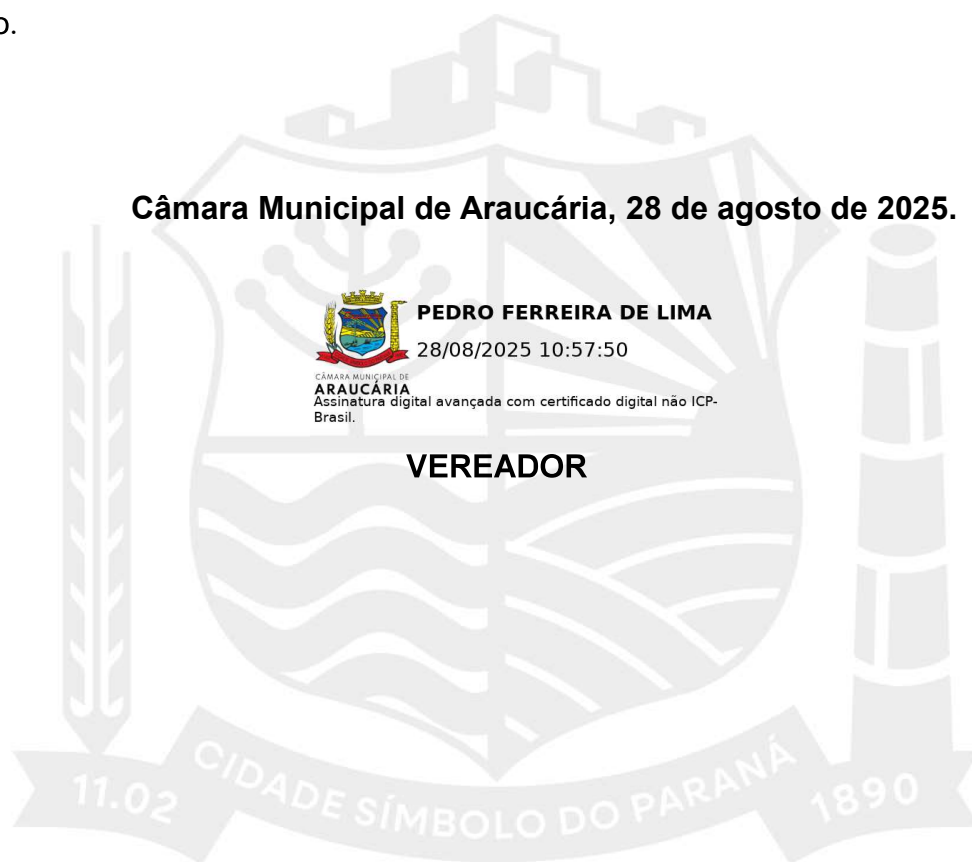 o.
Câmara Municipal de Araucária, 28 de agosto de 2025.
PEDRO FERREIRA DE LIMA
28/08/2025 10:57:50
CÂMARA MUNICIPAL DE
ARAUCÁRIA
Assinatura digital avançada com certificado digital não ICP-
Brasil.
VEREADOR
11.02 CIDADE SÍMBOLO DO PARANÁ 1890